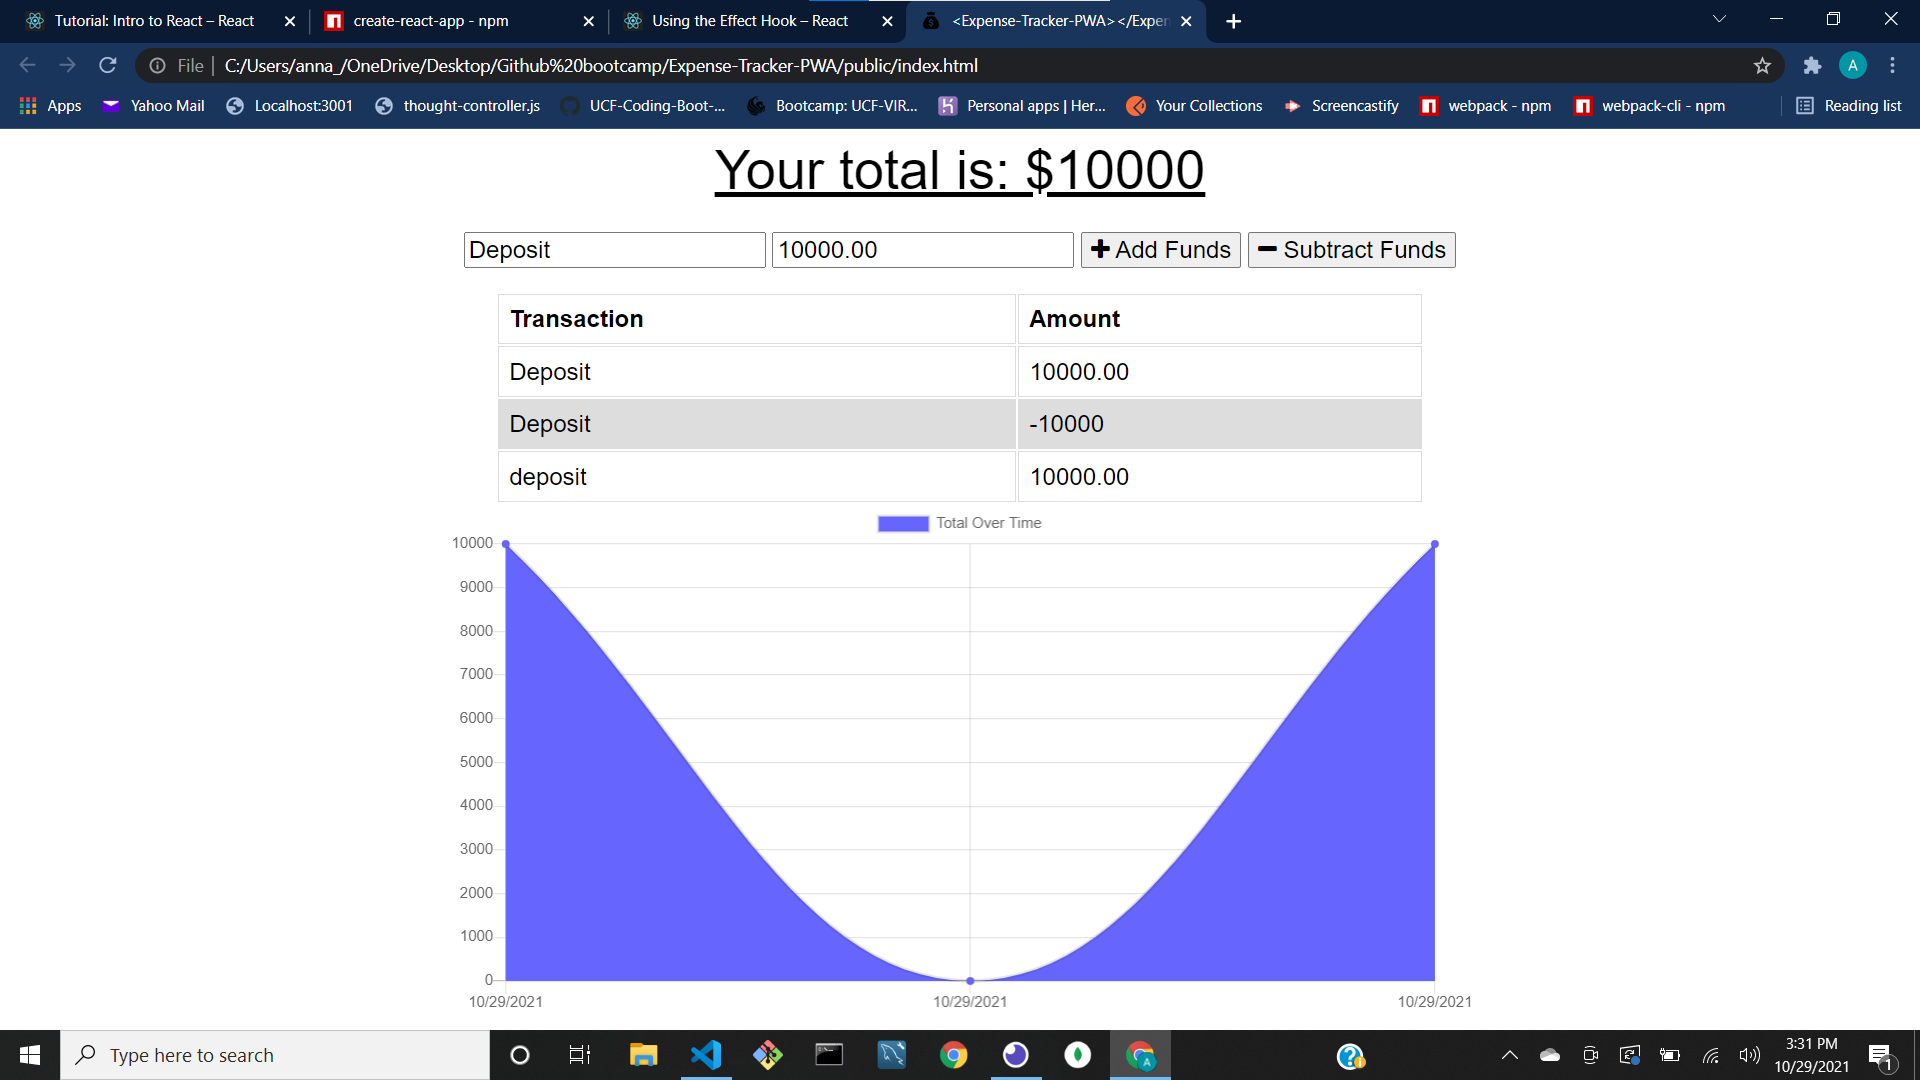 Tutorial: Intro to React – React
create-react-app - npm
Using the Effect Hook – React
<Expense-Tracker-PWA></Expen
File
C:/Users/anna_/OneDrive/Desktop/Github%20bootcamp/Expense-Tracker-PWA/public/index.html
A
Apps
Yahoo Mail
Localhost:3001
thought-controller.js
UCF-Coding-Boot-...
Bootcamp: UCF-VIR...
Personal apps | Her...
Your Collections
Screencastify
webpack - npm
webpack-cli - npm
Reading list
Your total is: $10000
Deposit
10000.00
Add Funds
Subtract Funds
Transaction Amount
Deposit 10000.00
Deposit -10000
deposit 10000.00
Total Over Time
10000
9000
8000
7000
6000
5000
4000
3000
2000
1000
0
10/29/2021 10/29/2021 10/29/2021
Type here to search
A
3:31 PM
10/29/2021
1